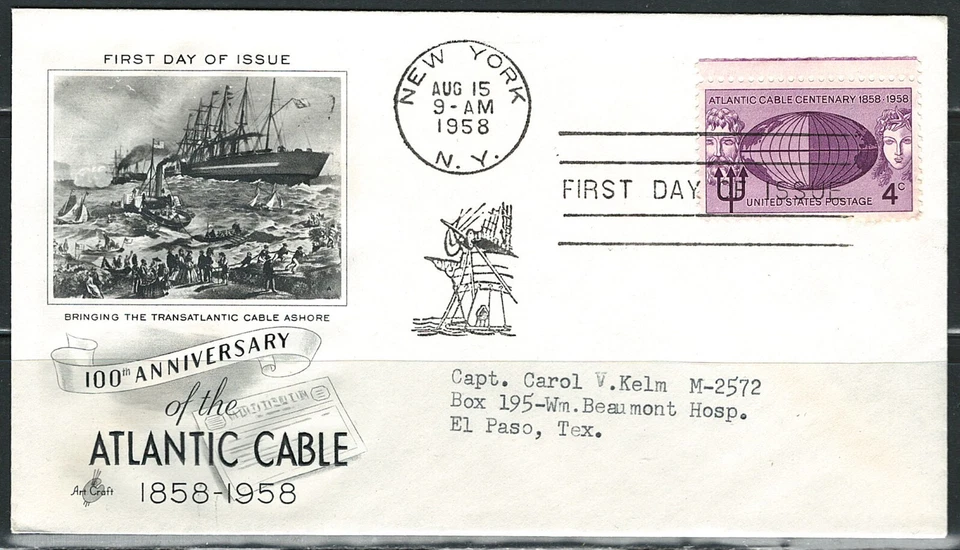 FIRST DAY OF ISSUE
BRINGING THE TRANSATLANTIC CABLE ASHORE
100th ANNIVERSARY
of the
ATLANTIC CABLE
1858-1958
Art Craft
NEW YORK
AUG 15
9-AM
1958
N.Y.
FIRST DAY OF ISSUE
ATLANTIC CABLE CENTENARY 1858·1958
4c
UNITED STATES POSTAGE
Capt. Carol V.Kelm M-2572
Box 195-Wm.Beaumont Hosp.
El Paso, Tex.